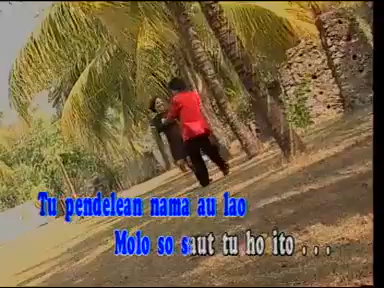 Tu pendelean nama au lao
Molo so saut tu ho ito . . .